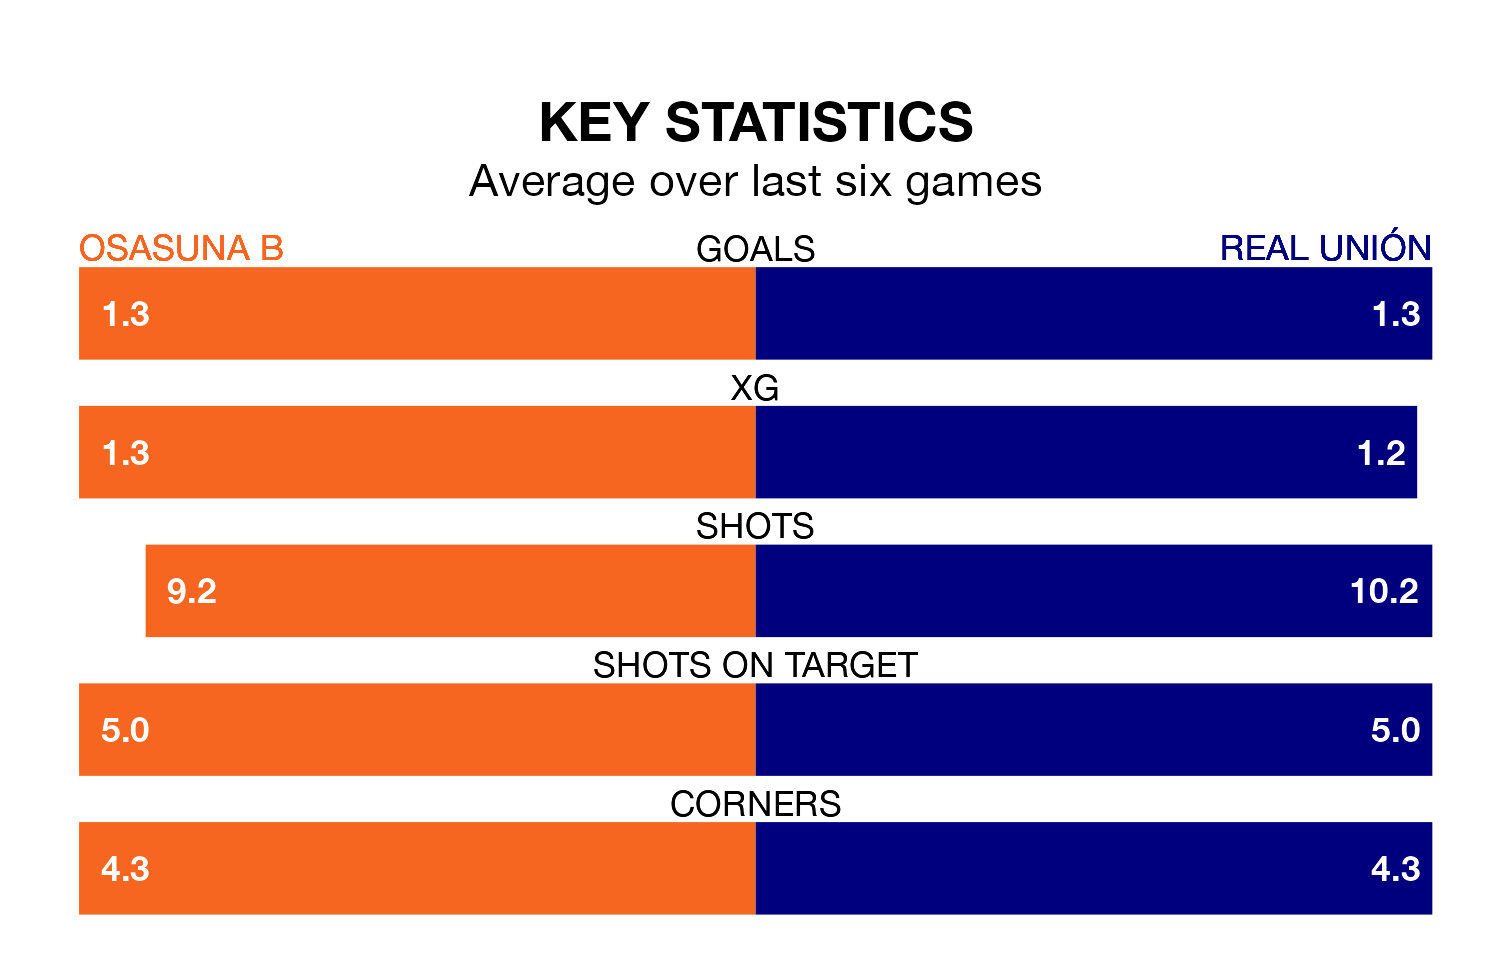 KEY STATISTICS
Average over last six games
OSASUNA B GOALS REAL UNIÓN
1.3 1.3
XG
1.3 1.2
SHOTS
9.2 10.2
SHOTS ON TARGET
5.0 5.0
CORNERS
4.3 4.3